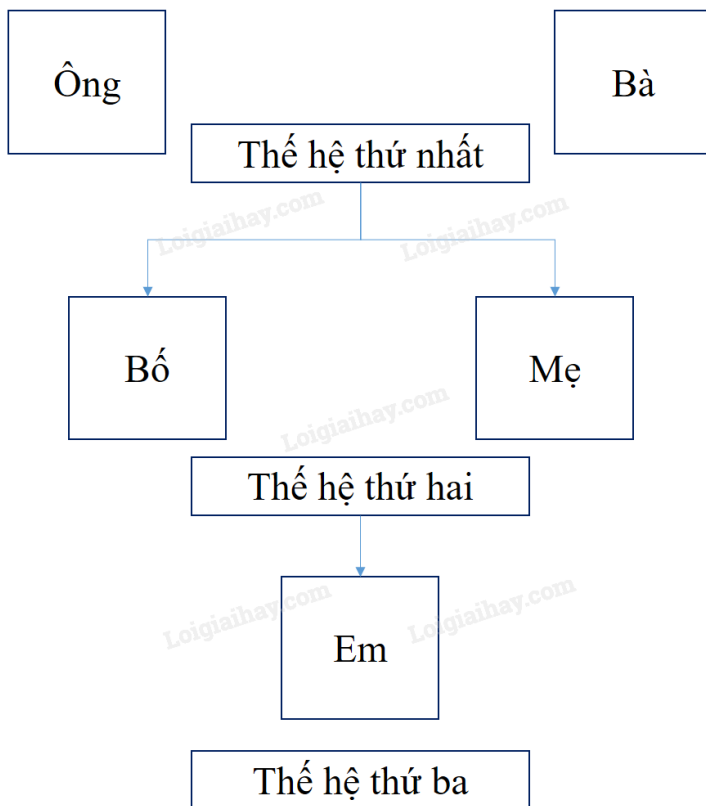 Ông
Bà
Thế hệ thứ nhất
Loigiaihay.com
Loigiaihay.com
Bố
Mẹ
Loigiaihay.com
Thế hệ thứ hai
Loigiaihay.com
Loigiaihay.com
Em
Thế hệ thứ ba